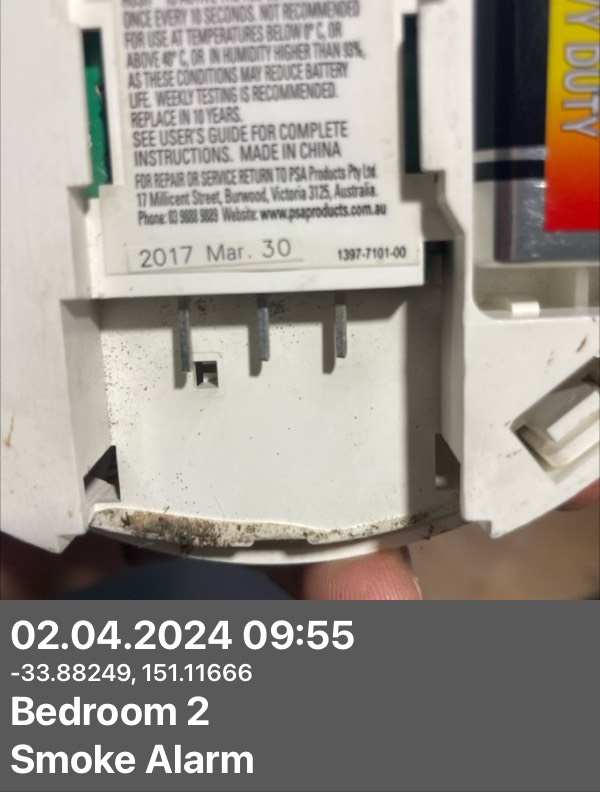 ONCE EVERY 10 SECONDS. NOT RECOMMENDED
FOR USE AT TEMPERATURES BELOW 0° C, OR
ABOVE 40° C, OR IN HUMIDITY HIGHER THAN 93%,
AS THESE CONDITIONS MAY REDUCE BATTERY
LIFE. WEEKLY TESTING IS RECOMMENDED.
REPLACE IN 10 YEARS.
SEE USER'S GUIDE FOR COMPLETE
INSTRUCTIONS. MADE IN CHINA
FOR REPAIR OR SERVICE RETURN TO PSA Products Pty Ltd
17 Millicent Street, Burwood, Victoria 3125, Australia.
Phone: 03 9888 9889 Website: www.psaproducts.com.au
2017 Mar. 30
1397-7101-00
DUTY
02.04.2024 09:55
-33.88249, 151.11666
Bedroom 2
Smoke Alarm